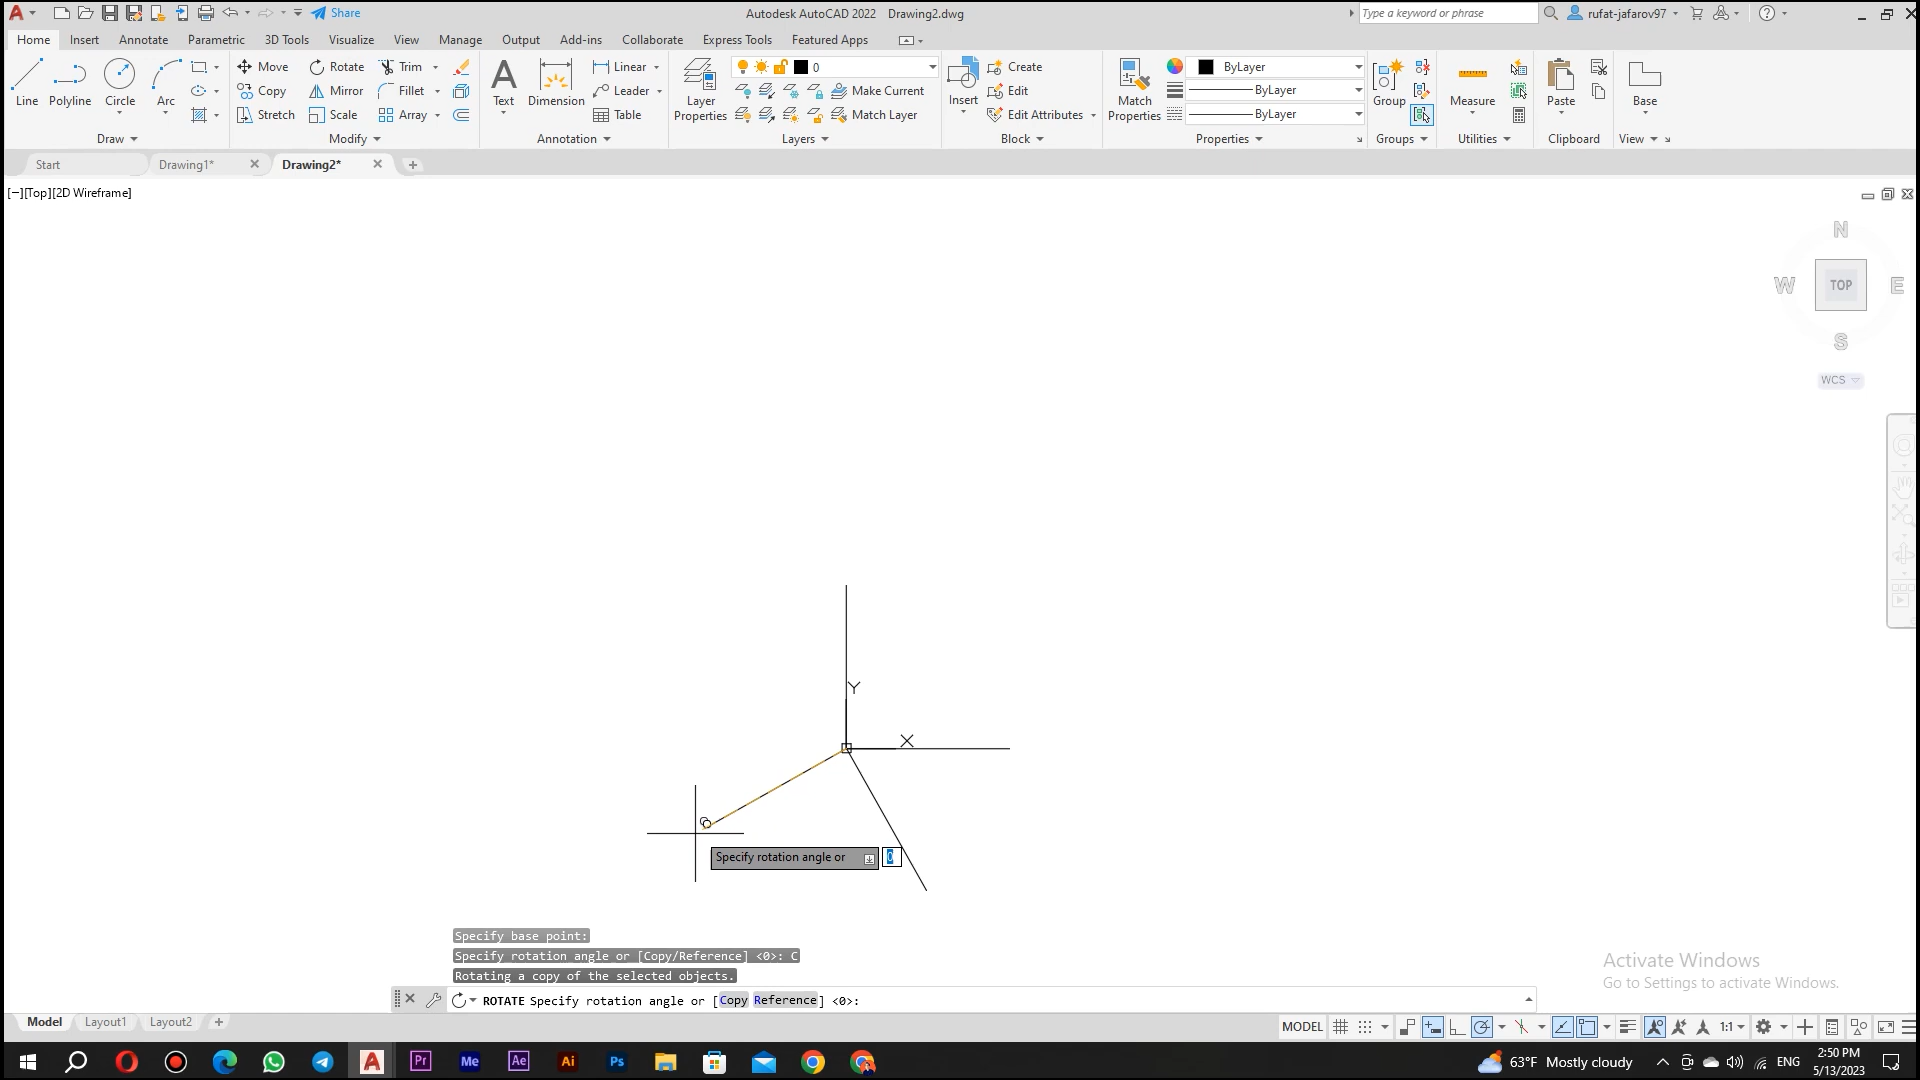 Share
Autodesk AutoCAD 2022 Drawing2.dwg
Type a keyword or phrase
rufat-jafarov97
Home Insert Annotate Parametric 3D Tools Visualize View Manage Output Add-ins Collaborate Express Tools Featured Apps
Line Polyline Circle Arc
Move Rotate Trim
Copy Mirror Fillet
Stretch Scale Array
Text Dimension
Linear
Leader
Table
Layer Properties
0
Make Current
Match Layer
Insert
Create
Edit
Edit Attributes
Match Properties
ByLayer
ByLayer
ByLayer
Group
Measure
Paste
Base
Draw Modify Annotation Layers Block Properties Groups Utilities Clipboard View
Start Drawing1* Drawing2*
[−][Top][2D Wireframe]
N
W TOP E
S
WCS
Y
X
Specify rotation angle or 0
Specify base point:
Specify rotation angle or [Copy/Reference] <0>: C
Rotating a copy of the selected objects.
ROTATE Specify rotation angle or [Copy Reference] <0>:
Activate Windows
Go to Settings to activate Windows.
Model Layout1 Layout2
MODEL 1:1
Pr Me Ae Ai Ps
63°F Mostly cloudy
ENG
2:50 PM
5/13/2023